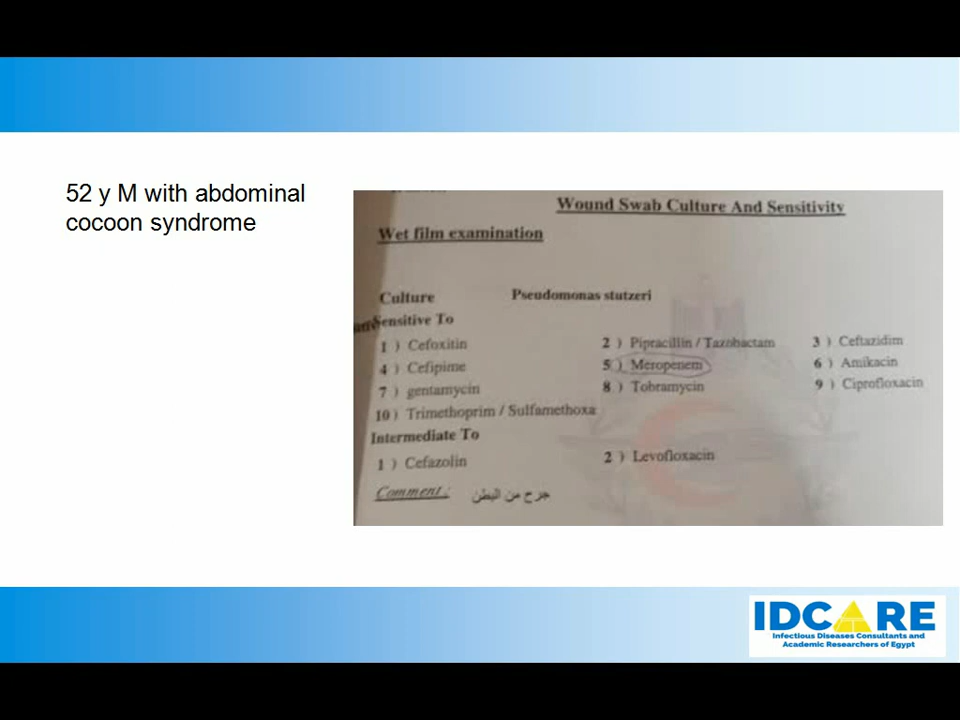 52 y M with abdominal
cocoon syndrome
Wound Swab Culture And Sensitivity
Wet film examination
Culture Pseudomonas stutzeri
Sensitive To
1 ) Cefoxitin 2 ) Pipracillin / Tazobactam 3 ) Ceftazidim
4 ) Cefipime 5 ) Meropenem 6 ) Amikacin
7 ) gentamycin 8 ) Tobramycin 9 ) Ciprofloxacin
10 ) Trimethoprim / Sulfamethoxa
Intermediate To
1 ) Cefazolin 2 ) Levofloxacin
Comment : جرح من البطن
IDCARE
Infectious Diseases Consultants and
Academic Researchers of Egypt